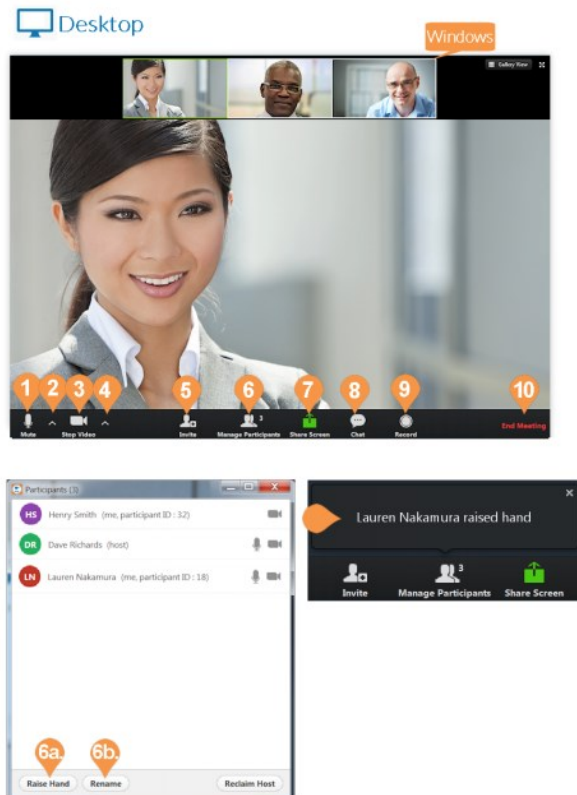 Desktop
Windows
Gallery View
1 2 3 4 5 6 7 8 9 10
3
Mute Stop Video Invite Manage Participants Share Screen Chat Record End Meeting
Participants (3)
HS Henry Smith (me, participant ID : 32)
DR Dave Richards (host)
LN Lauren Nakamura (me, participant ID : 18)
6a. 6b.
Raise Hand Rename Reclaim Host
Lauren Nakamura raised hand
3
Invite Manage Participants Share Screen